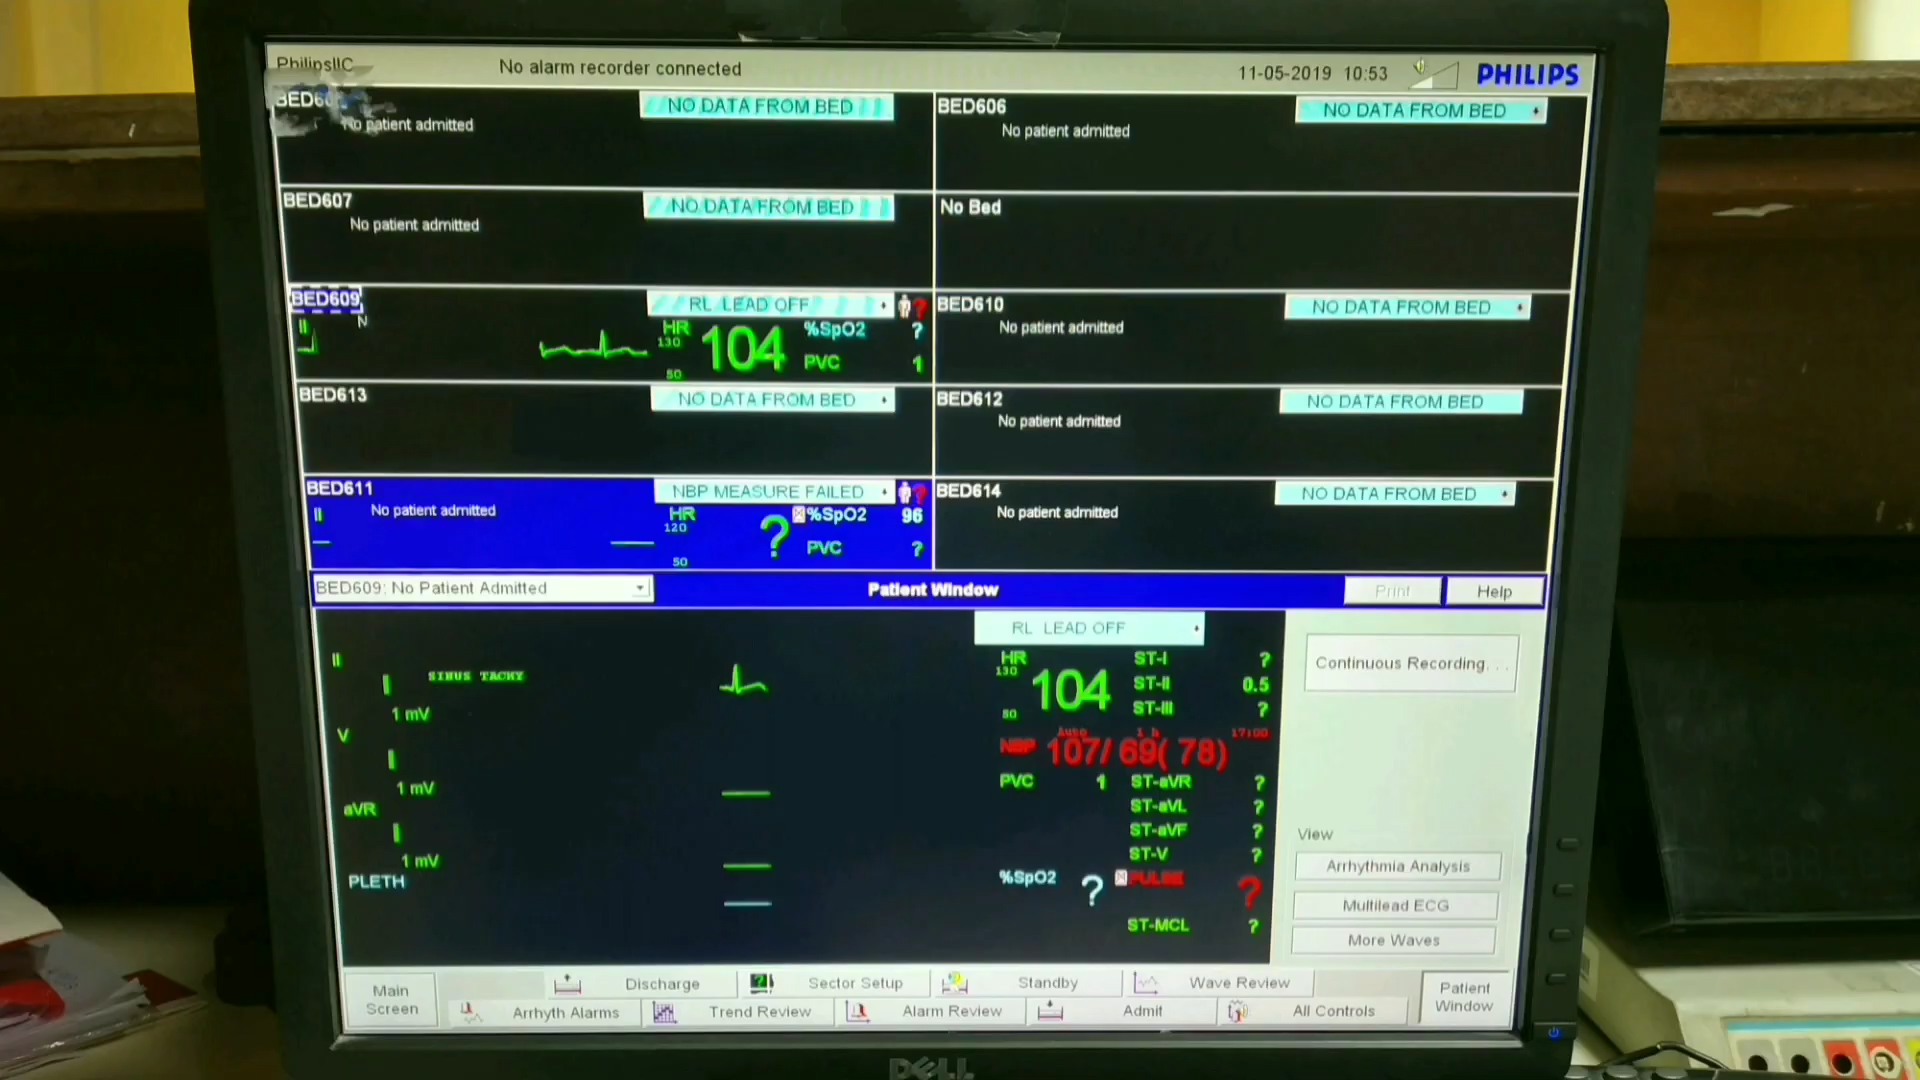 PhilipsIIC No alarm recorder connected 11-05-2019 10:53 PHILIPS
NO DATA FROM BED
No patient admitted
BED606 NO DATA FROM BED
No patient admitted
BED607 NO DATA FROM BED
No patient admitted
No Bed
BED609 RL LEAD OFF ?
II N HR 130 50 104 %SpO2 ?
PVC 1
BED610 NO DATA FROM BED
No patient admitted
BED613 NO DATA FROM BED
BED612 NO DATA FROM BED
No patient admitted
BED611 NBP MEASURE FAILED ?
No patient admitted
II HR 120 50 ? %SpO2 96
PVC ?
BED614 NO DATA FROM BED
No patient admitted
BED609: No Patient Admitted Patient Window Print Help
RL LEAD OFF
II SINUS TACHY
1 mV
V
1 mV
aVR
1 mV
PLETH
HR 130 50 104
ST-I ?
ST-II 0.5
ST-III ?
Auto 1 h 17:00
NBP 107/ 69( 78)
PVC 1 ST-aVR ?
ST-aVL ?
ST-aVF ?
ST-V ?
%SpO2 ? PULSE ?
ST-MCL ?
Continuous Recording. . .
View
Arrhythmia Analysis
Multilead ECG
More Waves
Main Screen
Discharge Sector Setup Standby Wave Review
Arrhyth Alarms Trend Review Alarm Review Admit All Controls
Patient Window
DELL